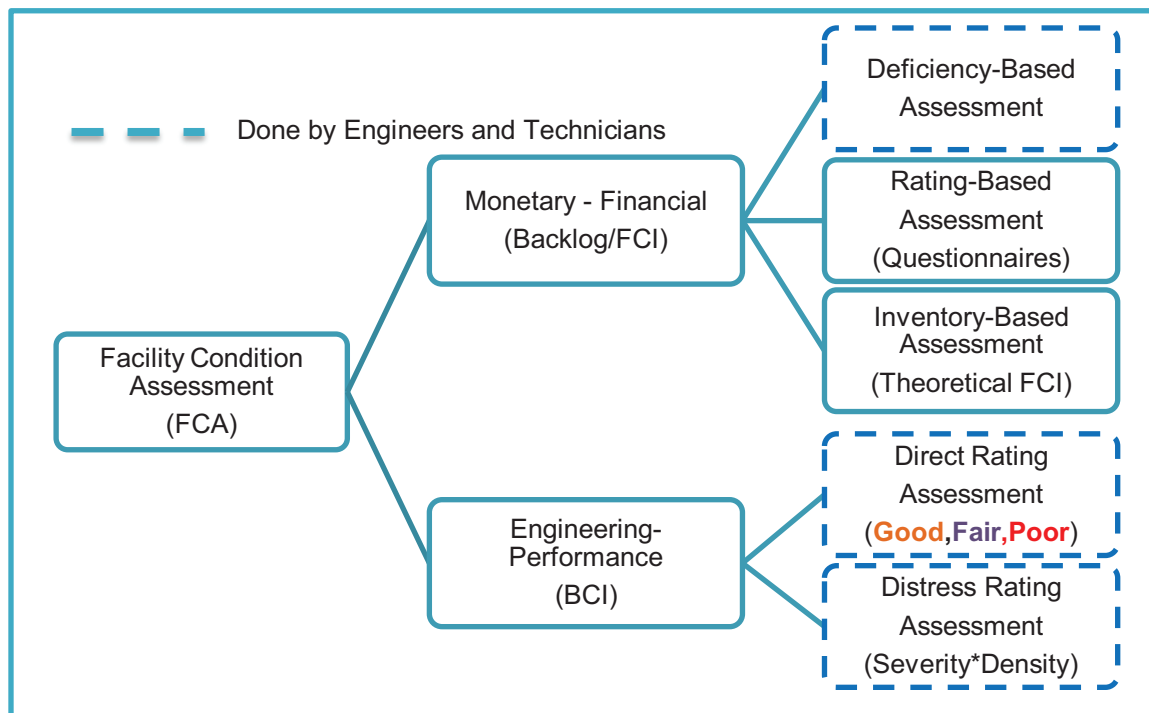 Done by Engineers and Technicians
Facility Condition
Assessment
(FCA)
Monetary - Financial
(Backlog/FCI)
Engineering-
Performance
(BCI)
Deficiency-Based
Assessment
Rating-Based
Assessment
(Questionnaires)
Inventory-Based
Assessment
(Theoretical FCI)
Direct Rating
Assessment
(Good,Fair,Poor)
Distress Rating
Assessment
(Severity*Density)